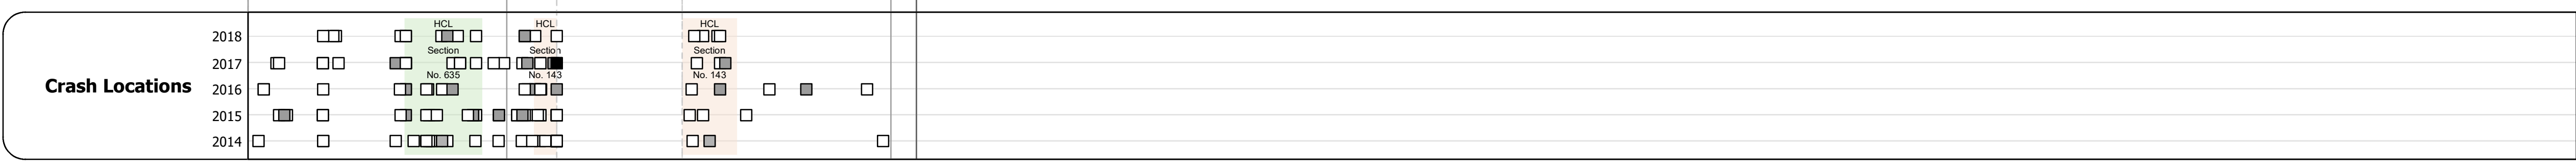 Crash Locations
HCL HCL HCL
2018
Section Section Section
2017
No. 635 No. 143 No. 143
2016
2015
2014